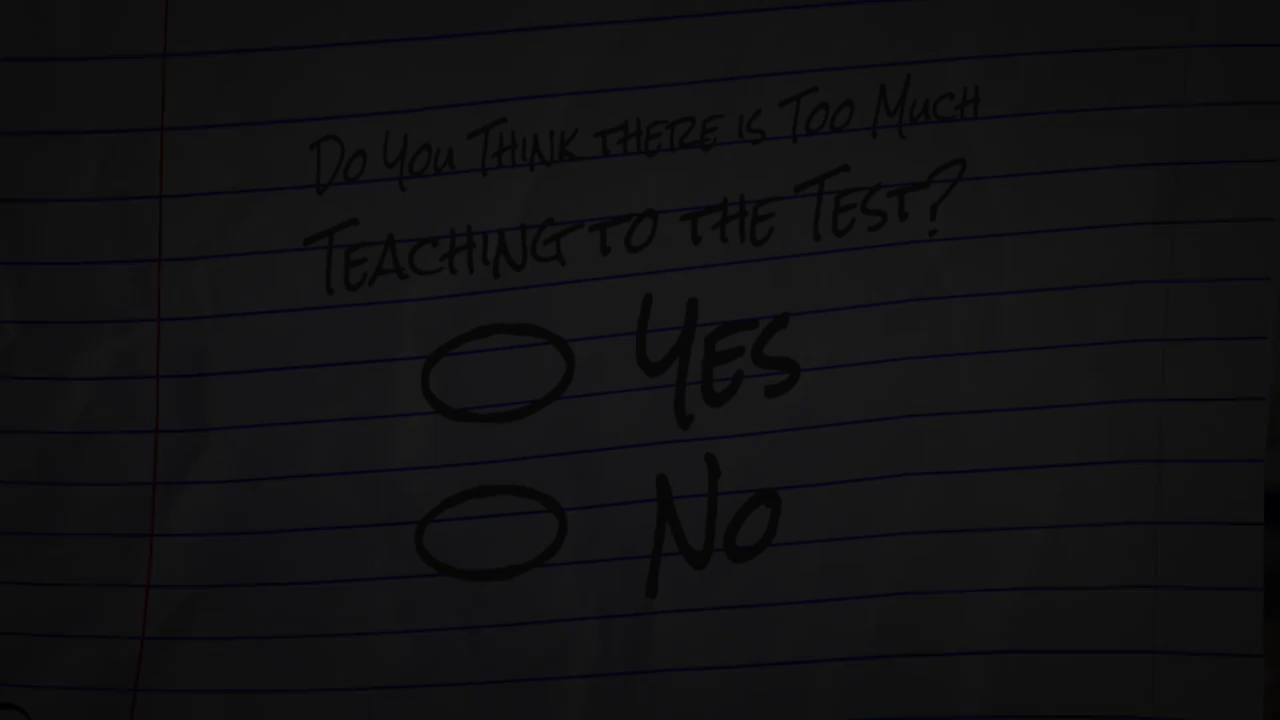 Do You Think there is Too Much
Teaching to the Test?
Yes
No